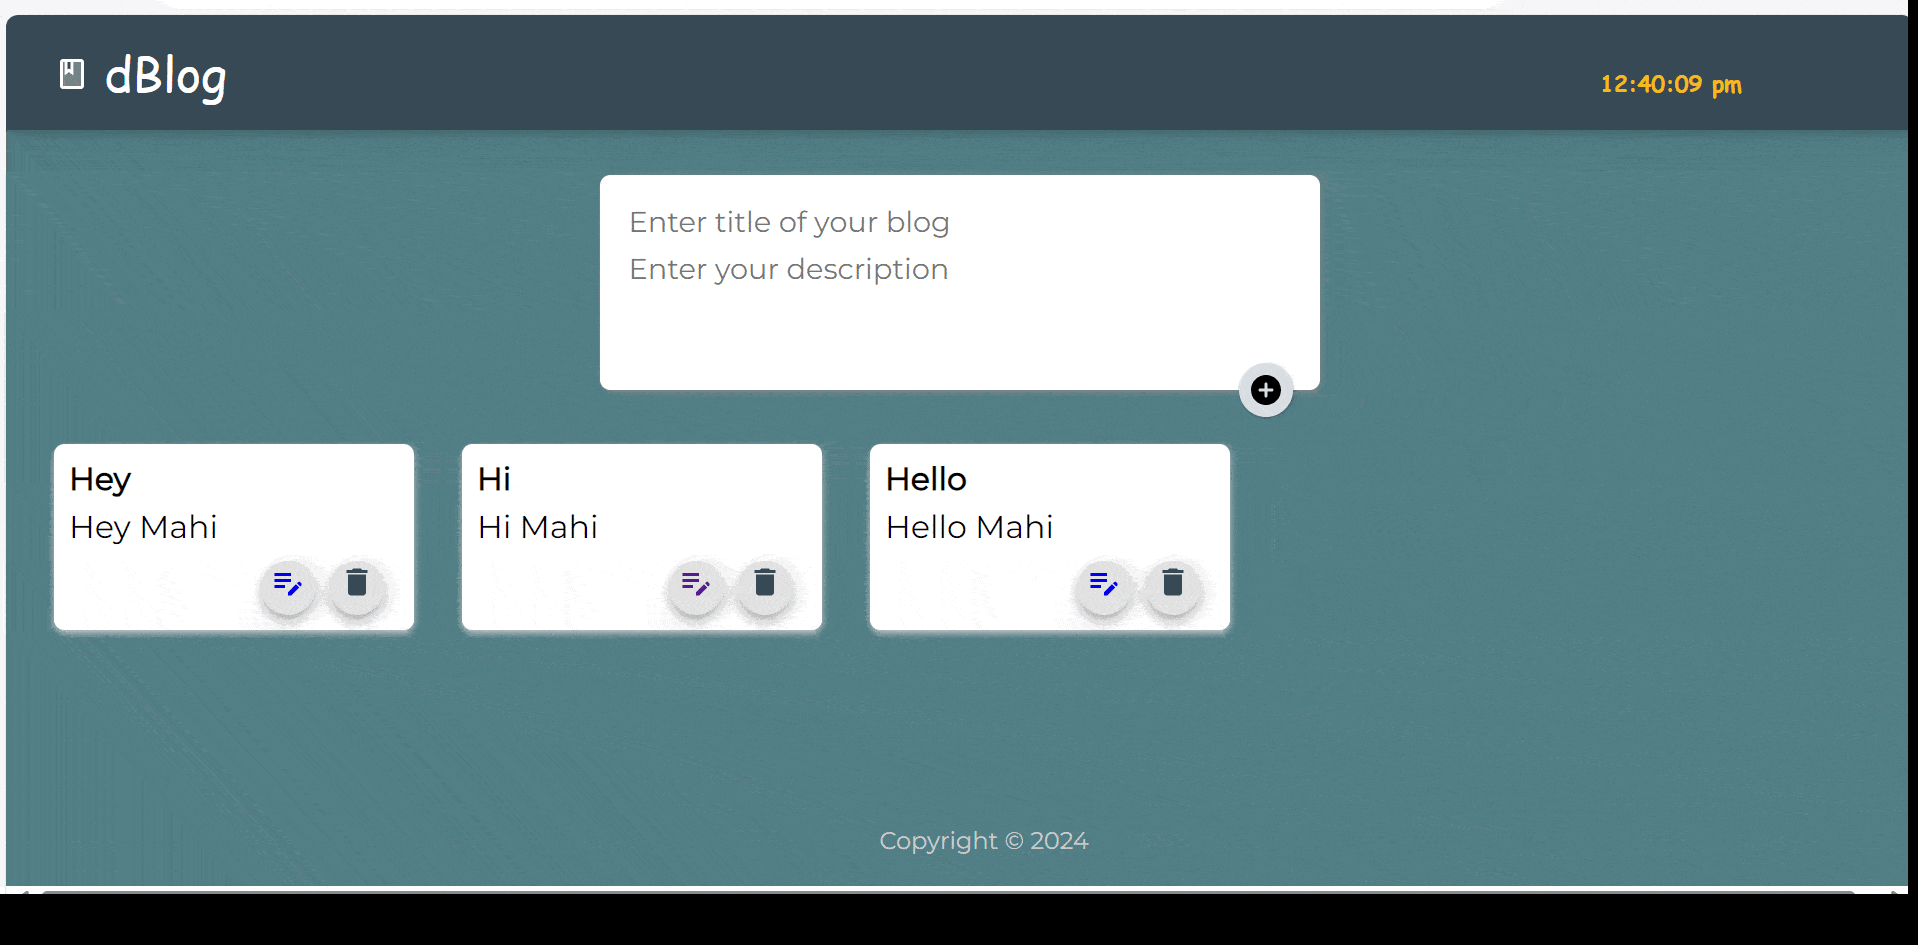 dBlog
12:40:09 pm
Enter title of your blog
Enter your description
Hey
Hey Mahi
Hi
Hi Mahi
Hello
Hello Mahi
Copyright © 2024